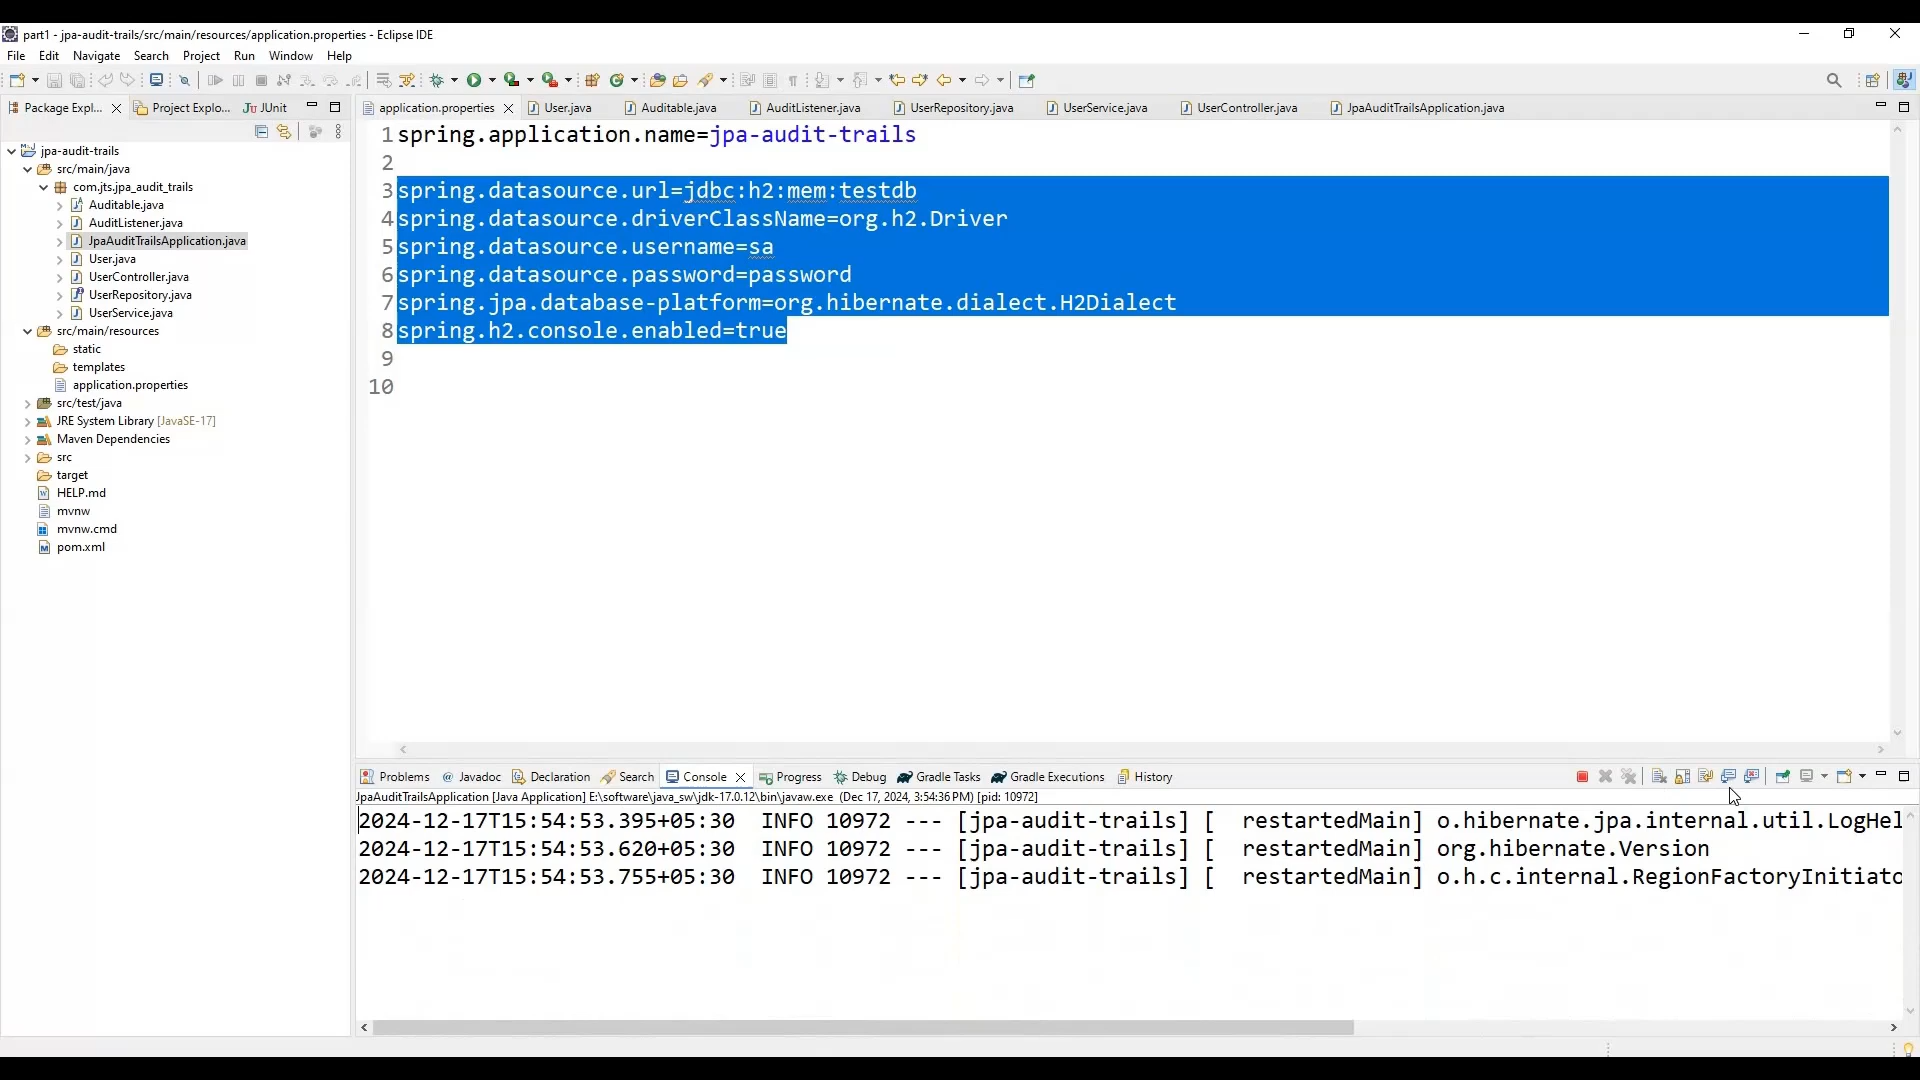 part1 - jpa-audit-trails/src/main/resources/application.properties - Eclipse IDE
File Edit Navigate Search Project Run Window Help
Package Expl... Project Explo... JUnit
application.properties User.java Auditable.java AuditListener.java UserRepository.java UserService.java UserController.java JpaAuditTrailsApplication.java
jpa-audit-trails
src/main/java
com.jts.jpa_audit_trails
Auditable.java
AuditListener.java
JpaAuditTrailsApplication.java
User.java
UserController.java
UserRepository.java
UserService.java
src/main/resources
static
templates
application.properties
src/test/java
JRE System Library [JavaSE-17]
Maven Dependencies
src
target
HELP.md
mvnw
mvnw.cmd
pom.xml
1 spring.application.name=jpa-audit-trails
2
3 spring.datasource.url=jdbc:h2:mem:testdb
4 spring.datasource.driverClassName=org.h2.Driver
5 spring.datasource.username=sa
6 spring.datasource.password=password
7 spring.jpa.database-platform=org.hibernate.dialect.H2Dialect
8 spring.h2.console.enabled=true
9
10
Problems @ Javadoc Declaration Search Console Progress Debug Gradle Tasks Gradle Executions History
JpaAuditTrailsApplication [Java Application] E:\software\java_sw\jdk-17.0.12\bin\javaw.exe (Dec 17, 2024, 3:54:36 PM) [pid: 10972]
2024-12-17T15:54:53.395+05:30 INFO 10972 --- [jpa-audit-trails] [ restartedMain] o.hibernate.jpa.internal.util.LogHel
2024-12-17T15:54:53.620+05:30 INFO 10972 --- [jpa-audit-trails] [ restartedMain] org.hibernate.Version
2024-12-17T15:54:53.755+05:30 INFO 10972 --- [jpa-audit-trails] [ restartedMain] o.h.c.internal.RegionFactoryInitiato